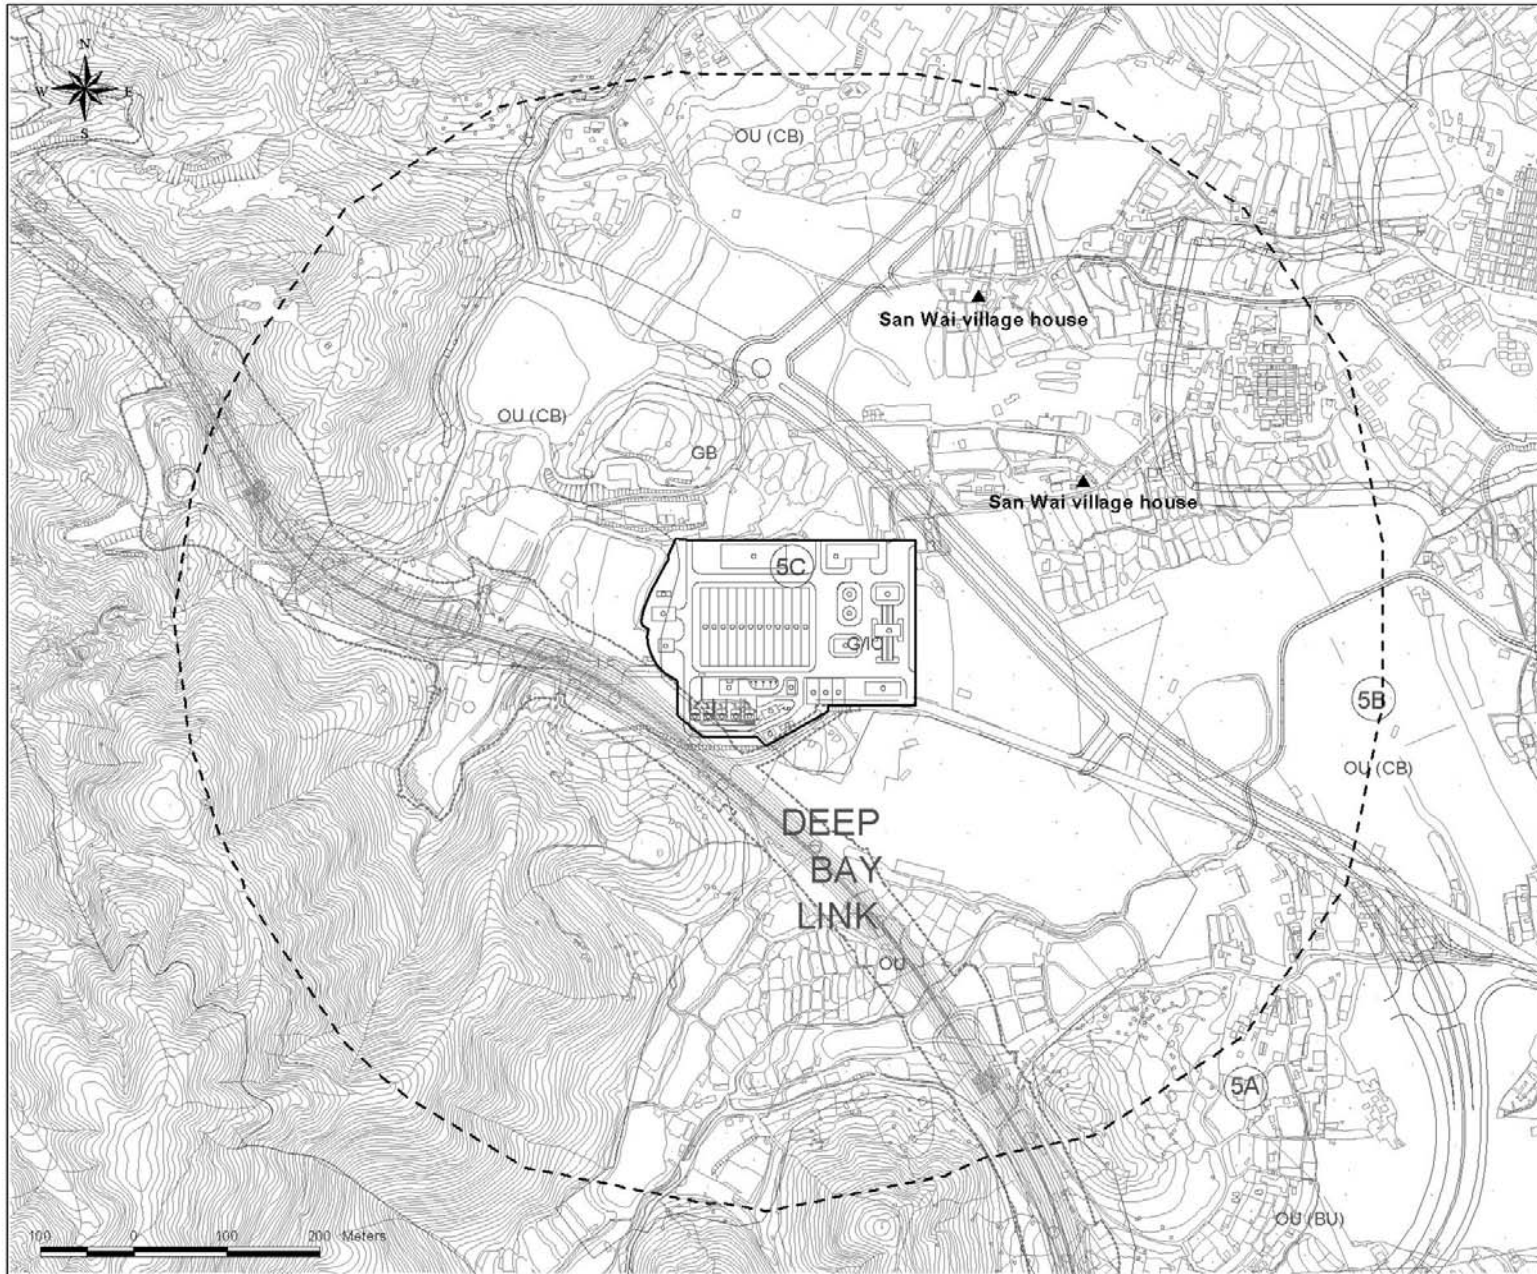 N
W E
S
OU (CB)
San Wai village house
OU (CB)
GB
San Wai village house
5C
G/IC
5B
OU (CB)
DEEP
BAY
LINK
OU
5A
OU (BU)
100 0 100 200 Meters